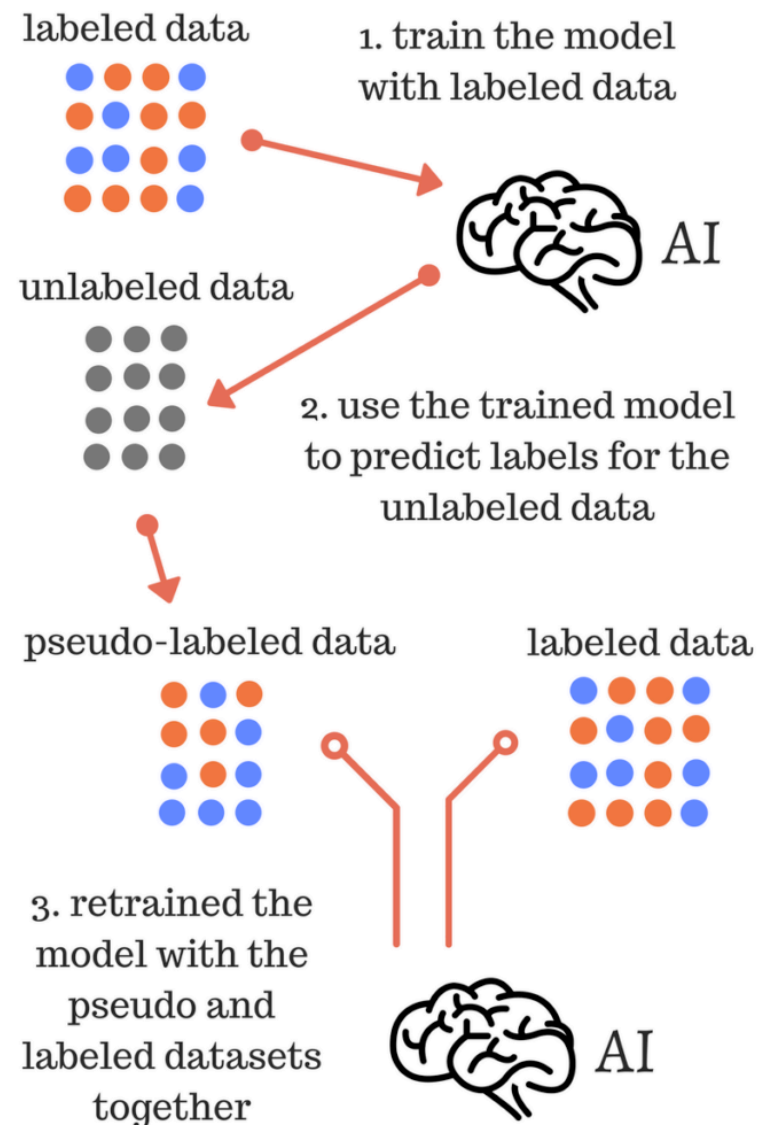 labeled data
1. train the model
with labeled data
AI
unlabeled data
2. use the trained model
to predict labels for the
unlabeled data
pseudo-labeled data
labeled data
3. retrained the
model with the
pseudo and
labeled datasets
together
AI